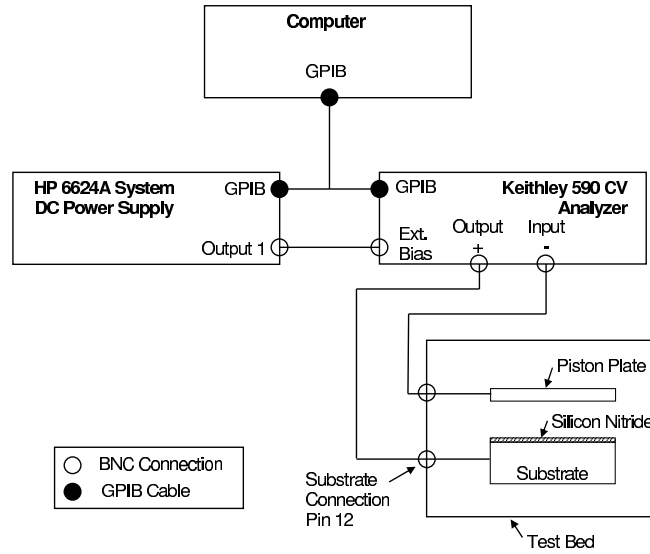 Computer
GPIB
HP 6624A System
DC Power Supply
GPIB
Output 1
GPIB
Keithley 590 CV
Analyzer
Ext.
Bias
Output
+
Input
-
Piston Plate
Silicon Nitride
Substrate
Substrate
Connection
Pin 12
Test Bed
BNC Connection
GPIB Cable